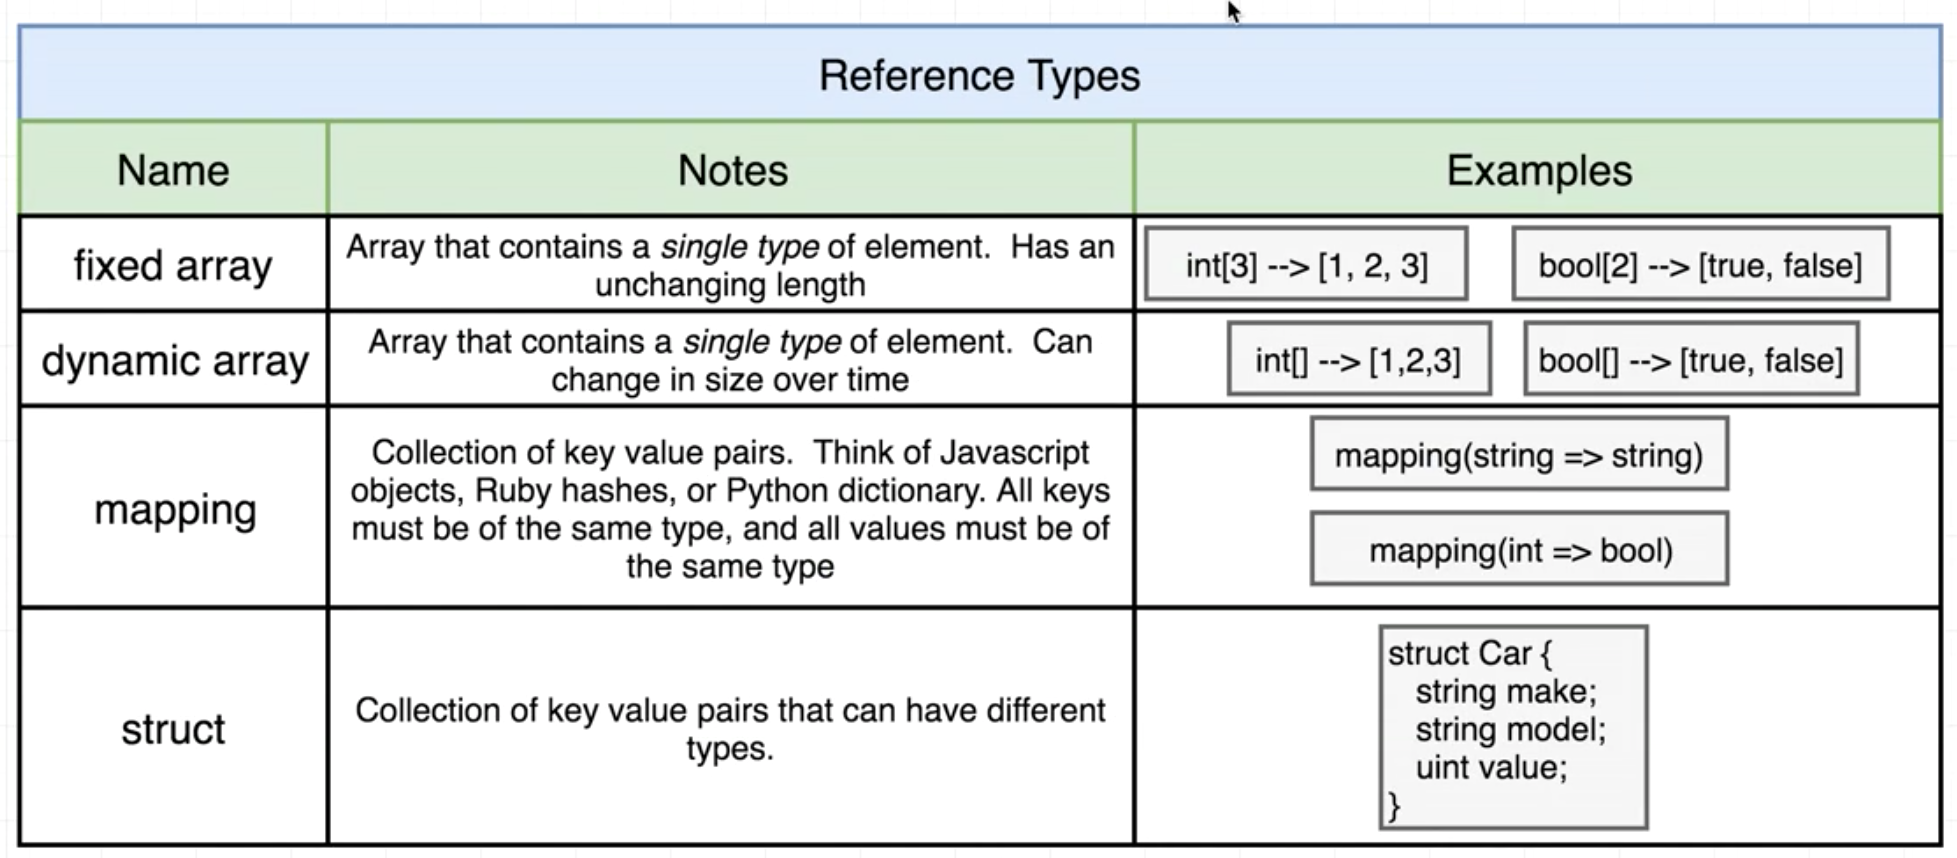 Reference Types
Name
Notes
Examples
fixed array
Array that contains a single type of element.  Has an
unchanging length
int[3] --> [1, 2, 3]
bool[2] --> [true, false]
dynamic array
Array that contains a single type of element.  Can
change in size over time
int[] --> [1,2,3]
bool[] --> [true, false]
mapping
Collection of key value pairs.  Think of Javascript
objects, Ruby hashes, or Python dictionary. All keys
must be of the same type, and all values must be of
the same type
mapping(string => string)
mapping(int => bool)
struct
Collection of key value pairs that can have different
types.
struct Car {
string make;
string model;
uint value;
}